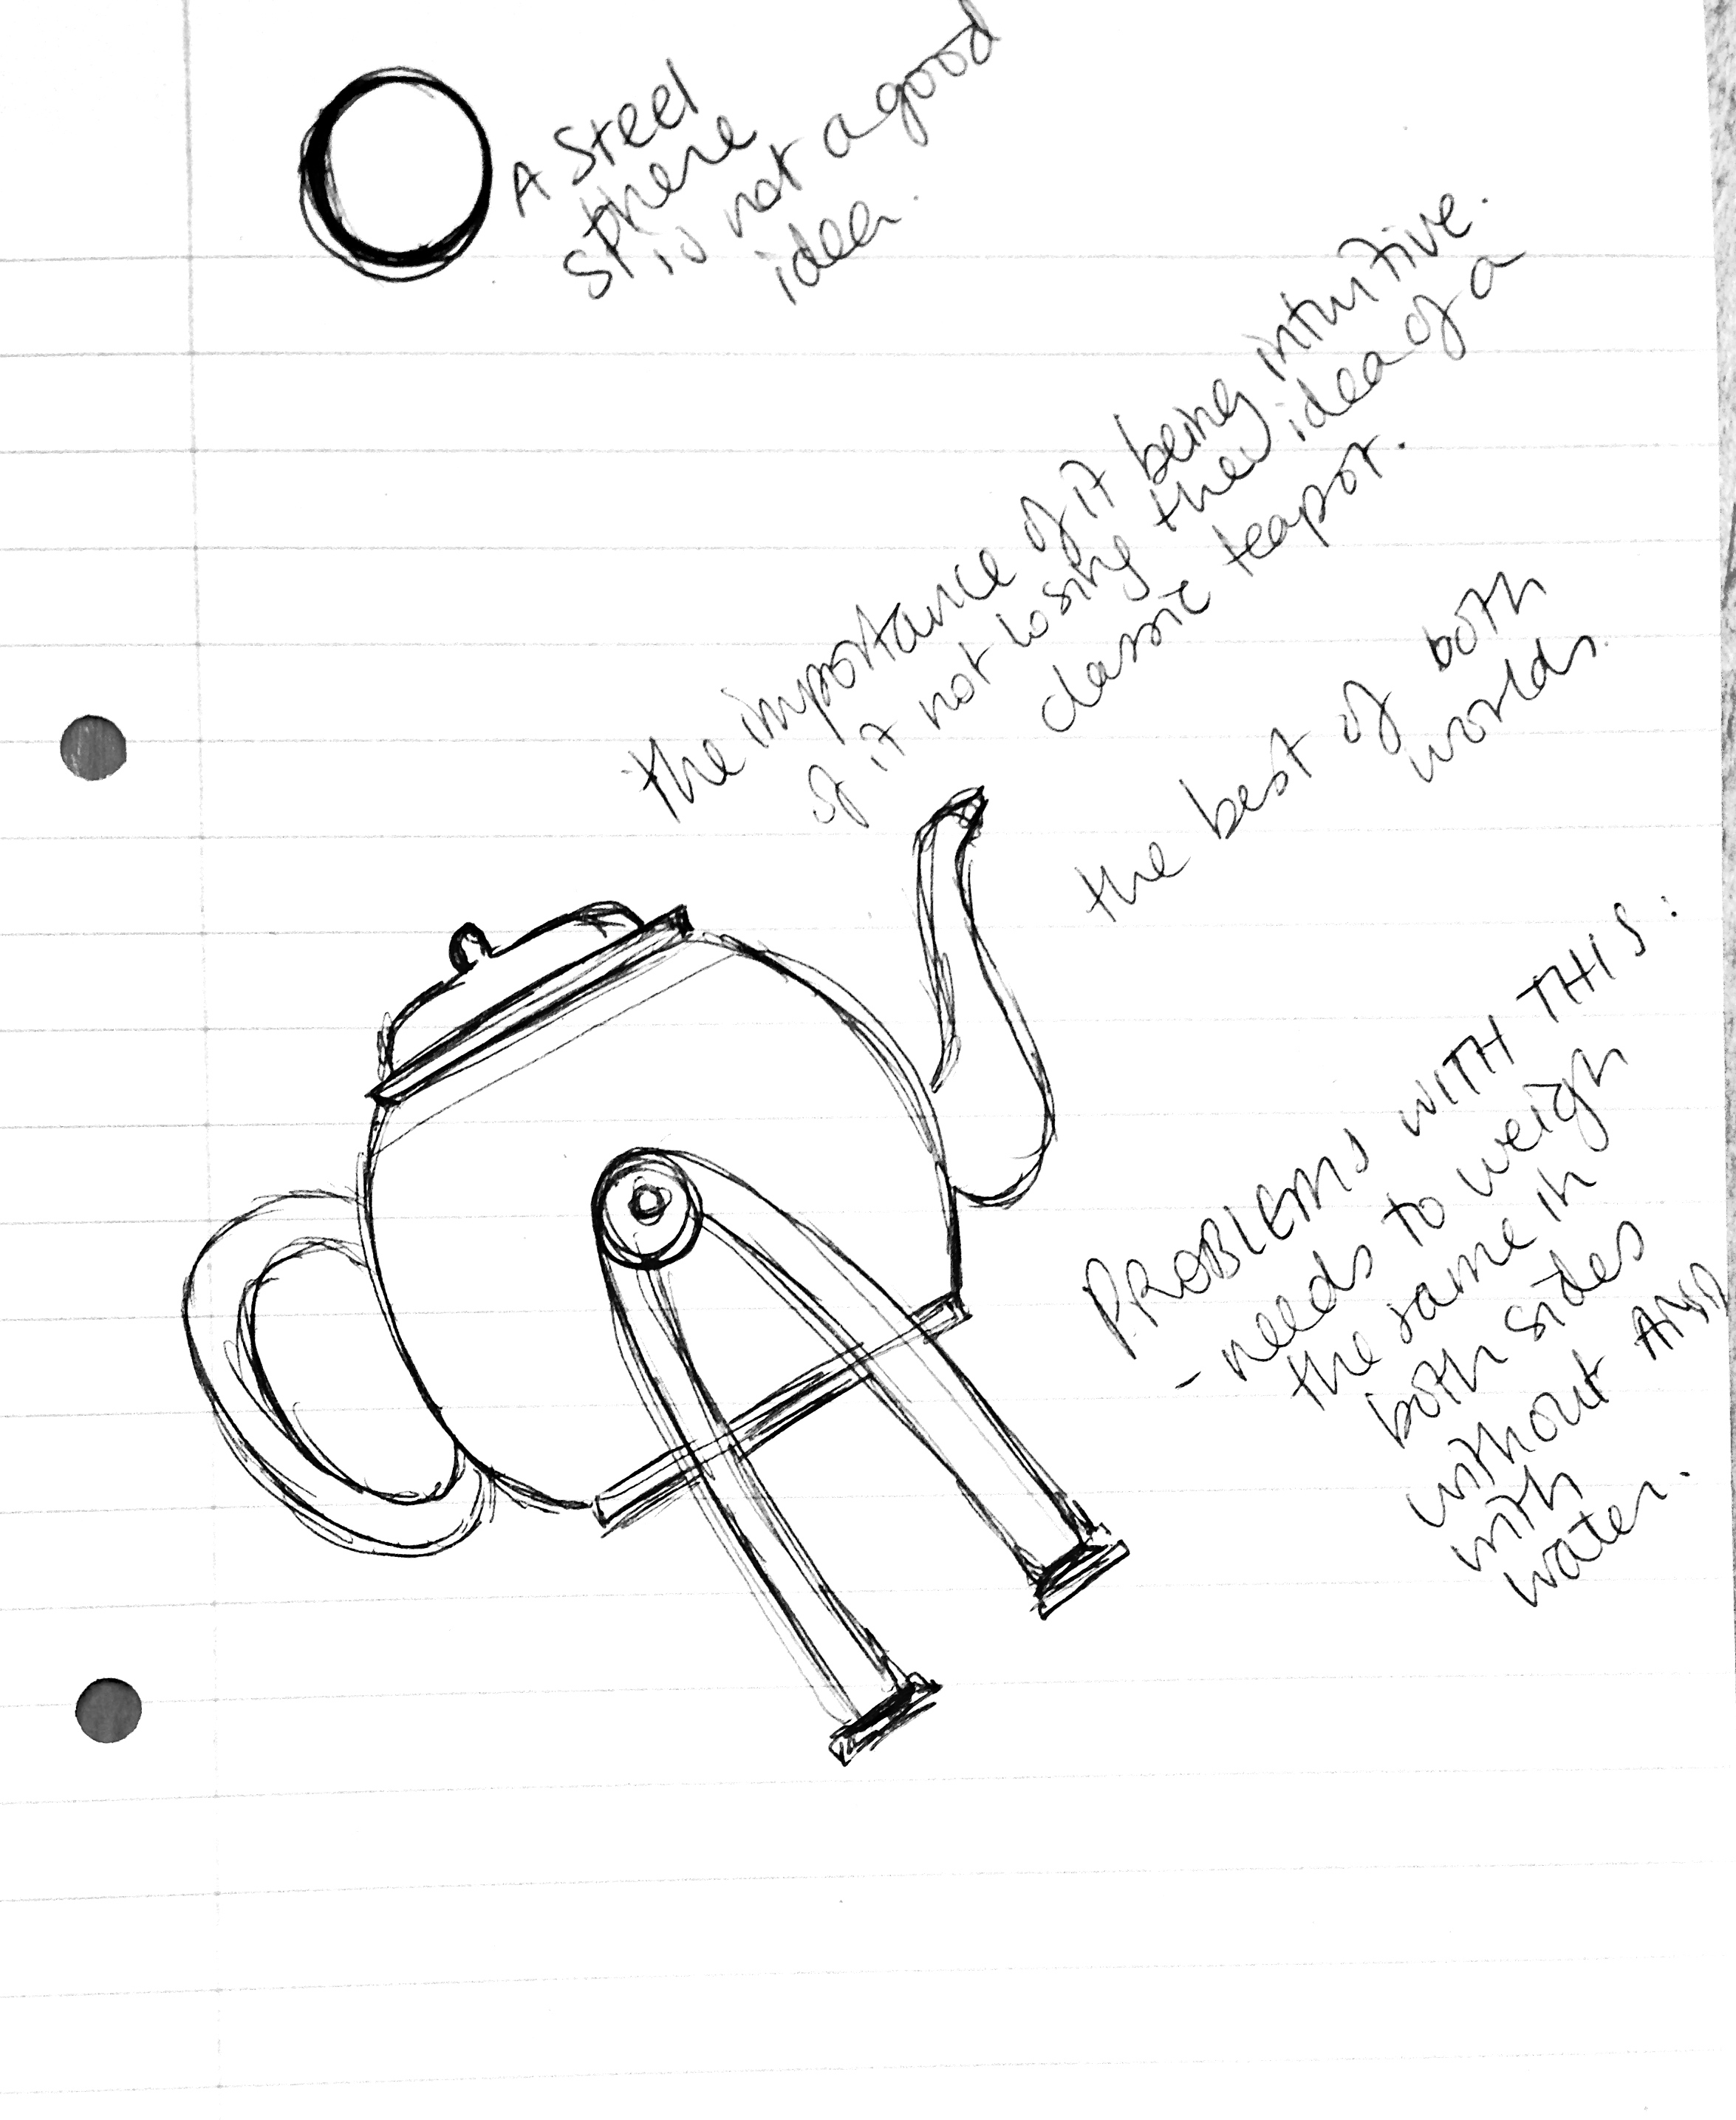 A steel
sphere
is not a good
idea.
the importance of it being intuitive.
of it not losing the idea of a
classic teapot.
the best of both
worlds.
PROBLEMS WITH THIS:
- needs to weigh
the same in
both sides
without AND
with
water.